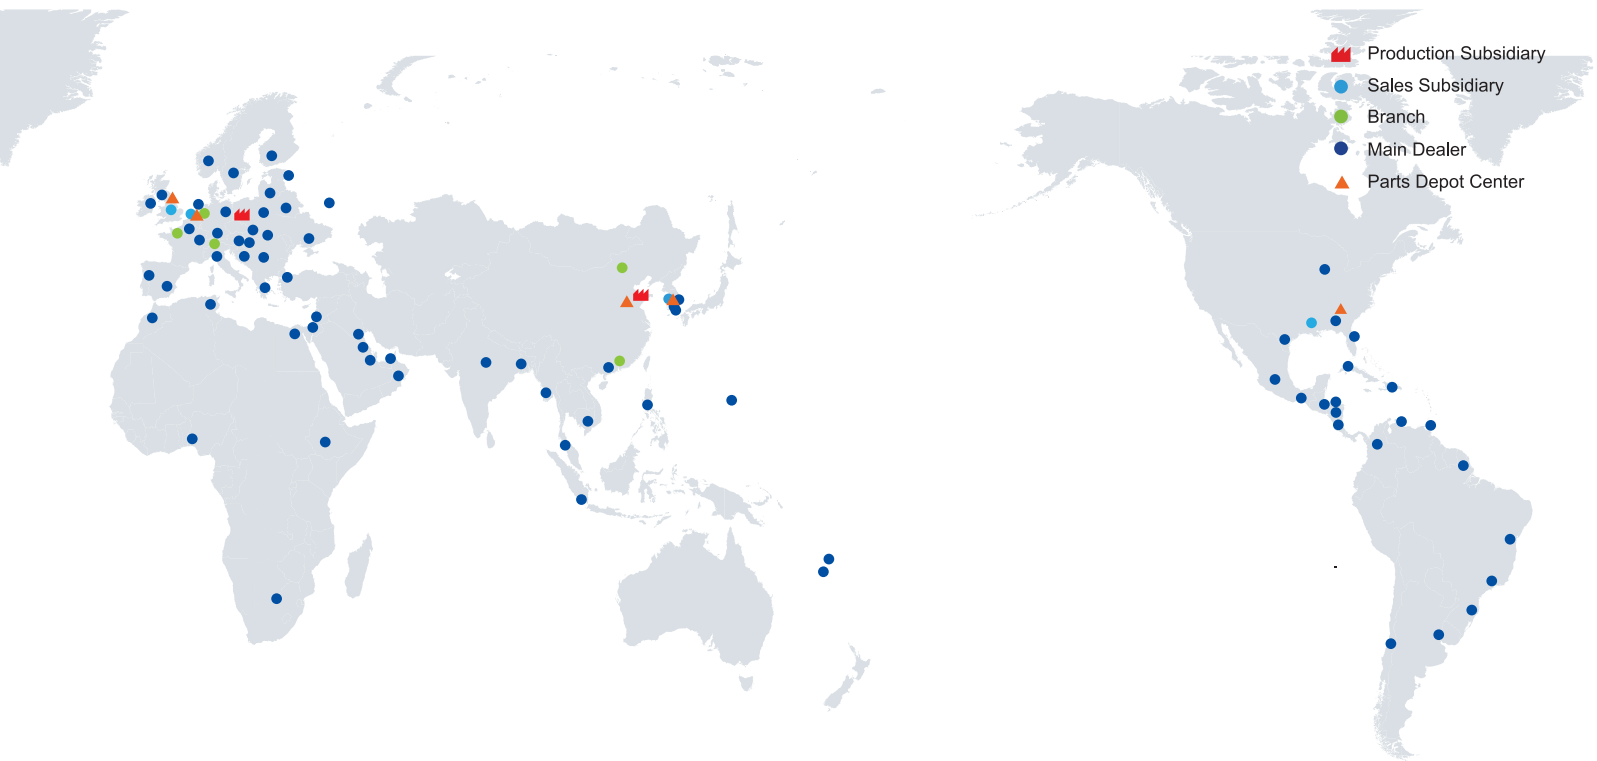 Production Subsidiary
Sales Subsidiary
Branch
Main Dealer
Parts Depot Center